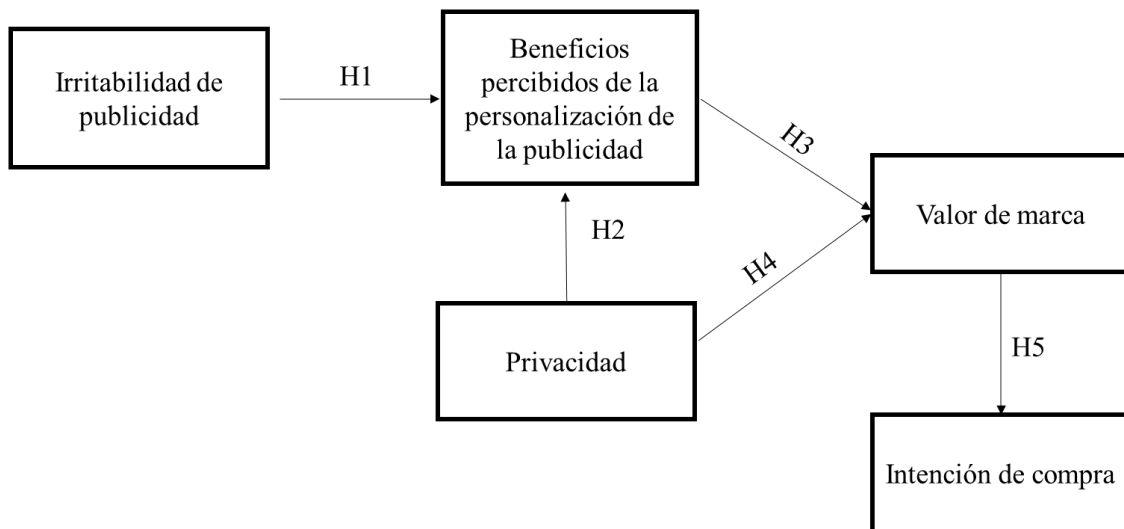 Irritabilidad de
publicidad
H1
Beneficios
percibidos de la
personalización de
la publicidad
H3
Valor de marca
H2
H4
Privacidad
H5
Intención de compra